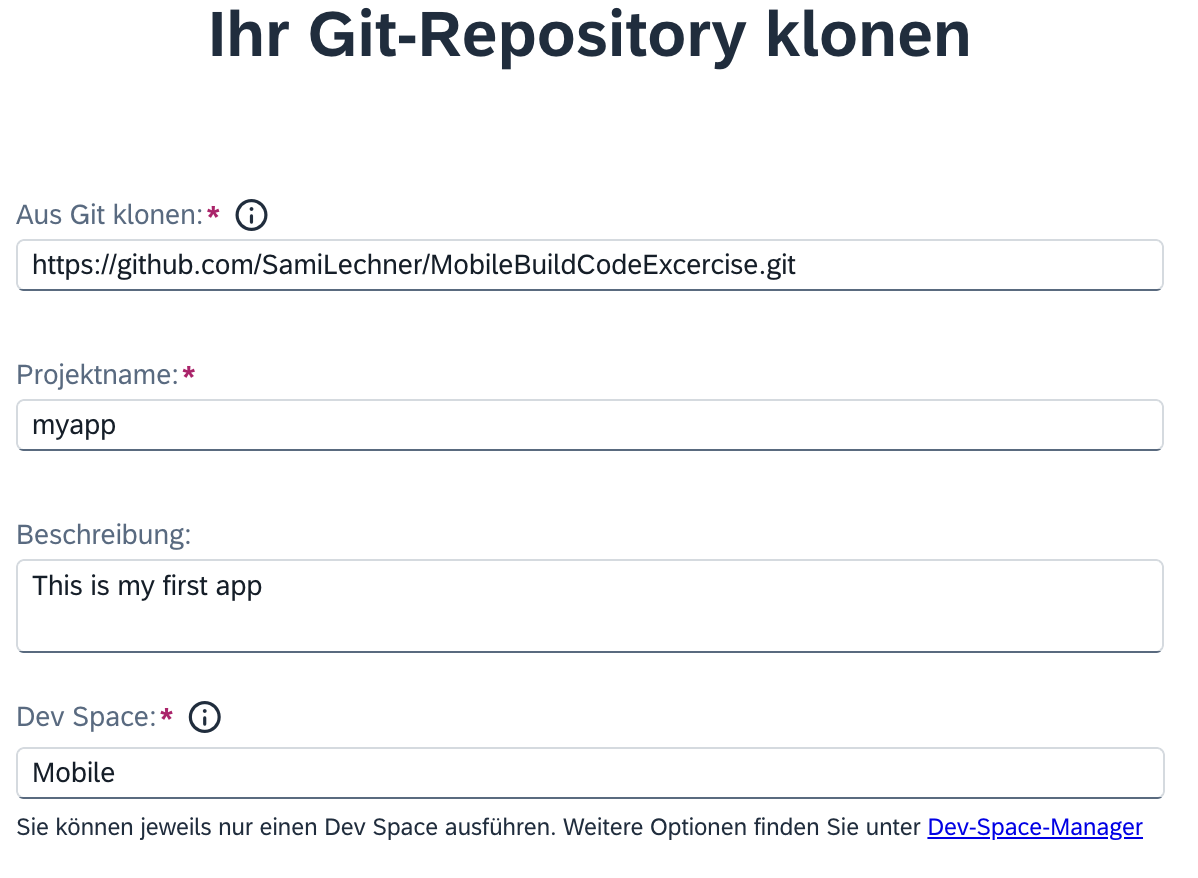 Ihr Git-Repository klonen
Aus Git klonen:*
https://github.com/SamiLechner/MobileBuildCodeExcercise.git
Projektname:*
myapp
Beschreibung:
This is my first app
Dev Space:*
Mobile
Sie können jeweils nur einen Dev Space ausführen. Weitere Optionen finden Sie unter Dev-Space-Manager